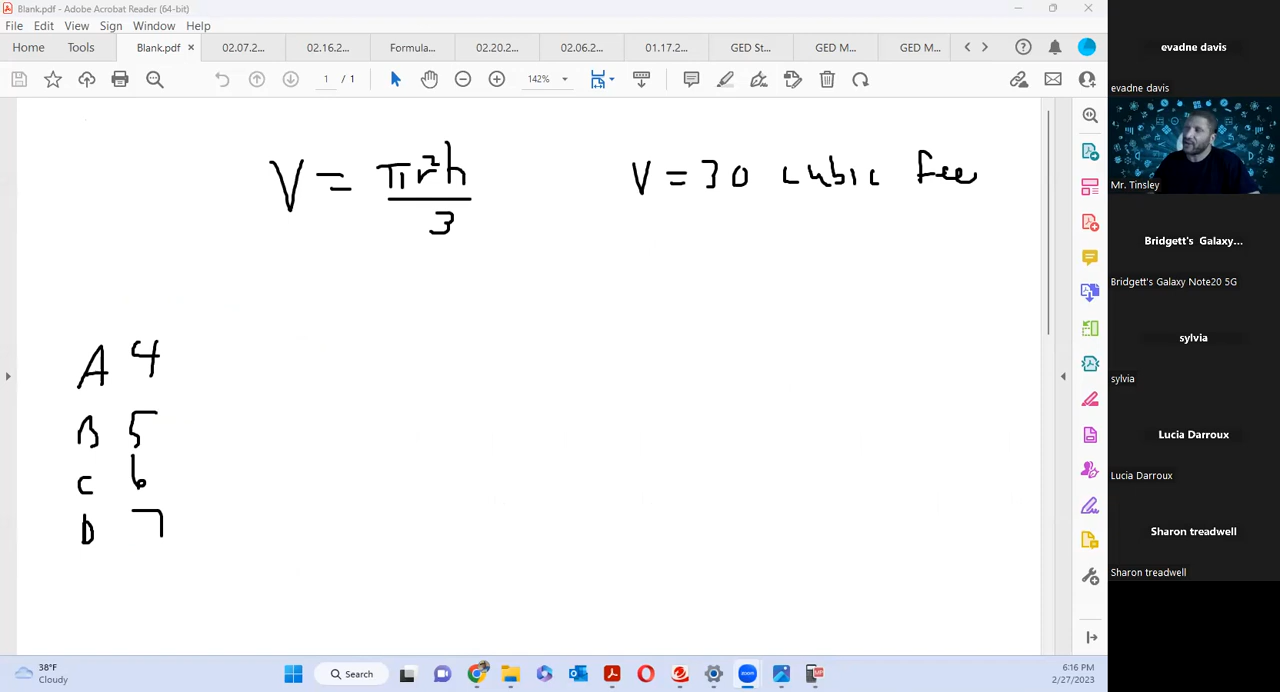 Blank.pdf - Adobe Acrobat Reader (64-bit)
File Edit View Sign Window Help
Home Tools Blank.pdf × 02.07.2... 02.16.2... Formula... 02.20.2... 02.06.2... 01.17.2... GED St... GED M... GED M...
1 / 1 142%
V = πr²h / 3
V = 30 cubic fee
A 4
B 5
C 6
D 7
evadne davis
evadne davis
Mr. Tinsley
Bridgett's Galaxy...
Bridgett's Galaxy Note20 5G
sylvia
sylvia
Lucia Darroux
Lucia Darroux
Sharon treadwell
Sharon treadwell
38°F
Cloudy
Search
zoom
6:16 PM
2/27/2023